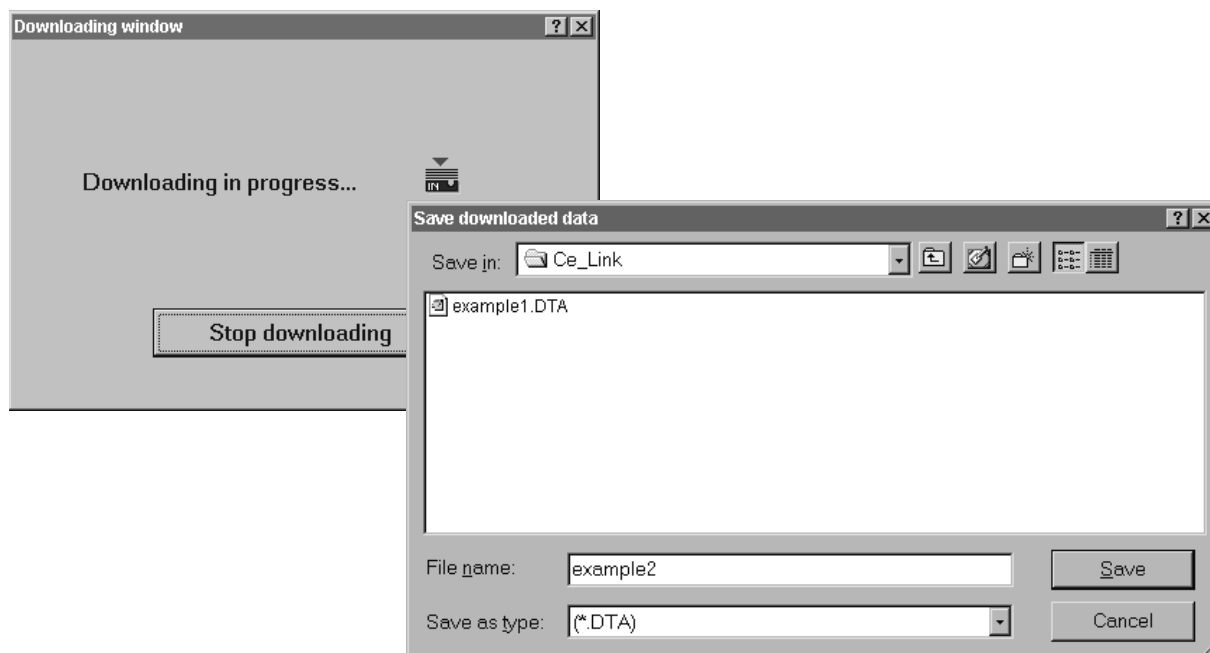 Downloading window
Downloading in progress...
IN
Stop downloading
Save downloaded data
Save in: Ce_Link
example1.DTA
File name: example2
Save
Save as type: (*.DTA)
Cancel